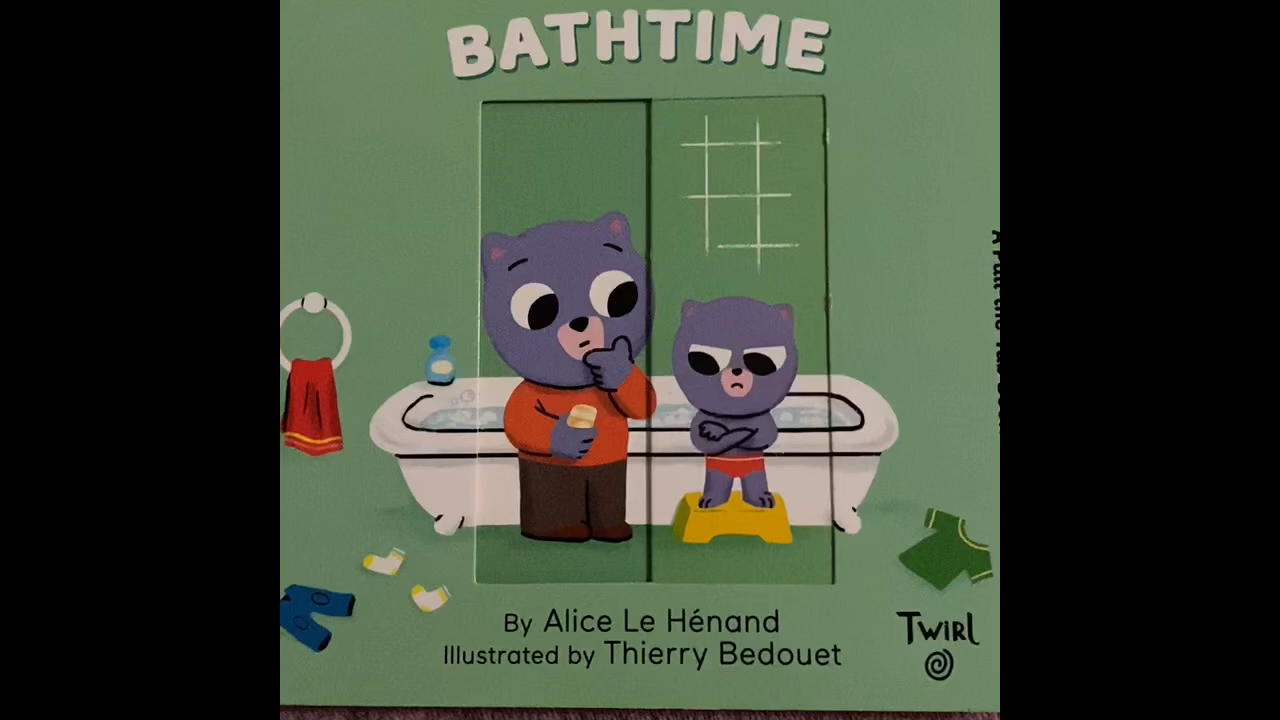 BATHTIME
By Alice Le Hénand
Illustrated by Thierry Bedouet
TWIRL